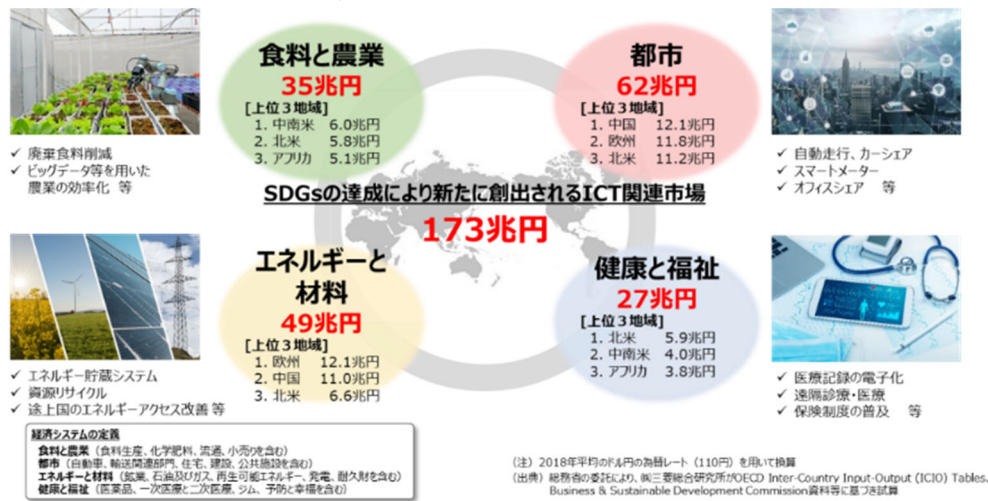 食料と農業
35兆円
[上位３地域]
1. 中南米 6.0兆円
2. 北米 5.8兆円
3. アフリカ 5.1兆円
都市
62兆円
[上位３地域]
1. 中国 12.1兆円
2. 欧州 11.8兆円
3. 北米 11.2兆円
✓ 廃棄食料削減
✓ ビッグデータ等を用いた
農業の効率化 等
✓ 自動走行、カーシェア
✓ スマートメーター
✓ オフィスシェア 等
SDGsの達成により新たに創出されるICT関連市場
173兆円
エネルギーと
材料
49兆円
[上位３地域]
1. 欧州 12.1兆円
2. 中国 11.0兆円
3. 北米 6.6兆円
健康と福祉
27兆円
[上位３地域]
1. 北米 5.9兆円
2. 中南米 4.0兆円
3. アフリカ 3.8兆円
✓ エネルギー貯蔵システム
✓ 資源リサイクル
✓ 途上国のエネルギーアクセス改善 等
✓ 医療記録の電子化
✓ 遠隔診療・医療
✓ 保険制度の普及 等
経済システムの定義
食料と農業（食料生産、化学肥料、流通、小売りを含む）
都市（自動車、輸送関連部門、住宅、建設、公共施設を含む）
エネルギーと材料（鉱業、石油及びガス、再生可能エネルギー、発電、耐久財を含む）
健康と福祉（医薬品、一次医療と二次医療、ジム、予防と幸福を含む）
（注）2018年平均のドル円の為替レート（110円）を用いて換算
（出典）総務省の委託により、㈱三菱総合研究所がOECD Inter-Country Input-Output (ICIO) Tables、
Business & Sustainable Development Commission資料等に基づき試算